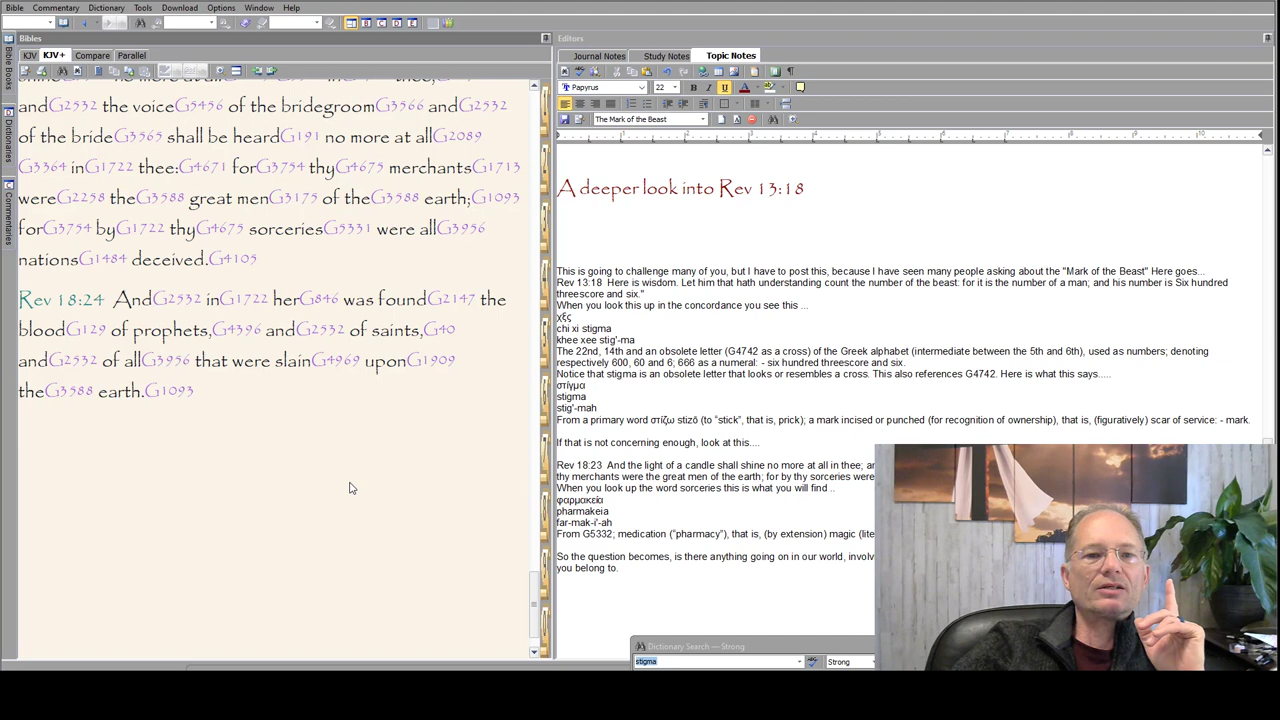 Bible Commentary Dictionary Tools Download Options Window Help
Bibles
KJV KJV+ Compare Parallel
Bible Books
Dictionaries
Commentaries
and G2532 the voice G5456 of the bridegroom G3566 and G2532
of the bride G3565 shall be heard G191 no more at all G2089
G3364 in G1722 thee: G4671 for G3754 thy G4675 merchants G1713
were G2258 the G3588 great men G3175 of the G3588 earth; G1093
for G3754 by G1722 thy G4675 sorceries G5331 were all G3956
nations G1484 deceived. G4105
Rev 18:24 And G2532 in G1722 her G846 was found G2147 the
blood G129 of prophets, G4396 and G2532 of saints, G40
and G2532 of all G3956 that were slain G4969 upon G1909
the G3588 earth. G1093
Editors
Journal Notes Study Notes Topic Notes
Papyrus 22 B I U
The Mark of the Beast
1 2 3 4 5 6 7 8 9 10
A deeper look into Rev 13:18
This is going to challenge many of you, but I have to post this, because I have seen many people asking about the "Mark of the Beast" Here goes...
Rev 13:18 Here is wisdom. Let him that hath understanding count the number of the beast: for it is the number of a man; and his number is Six hundred
threescore and six."
When you look this up in the concordance you see this ...
χξς
chi xi stigma
khee xee stig'-ma
The 22nd, 14th and an obsolete letter (G4742 as a cross) of the Greek alphabet (intermediate between the 5th and 6th), used as numbers; denoting
respectively 600, 60 and 6; 666 as a numeral: - six hundred threescore and six.
Notice that stigma is an obsolete letter that looks or resembles a cross. This also references G4742. Here is what this says.....
στίγμα
stigma
stig'-mah
From a primary word στίζω stizō (to “stick”, that is, prick); a mark incised or punched (for recognition of ownership), that is, (figuratively) scar of service: - mark.
If that is not concerning enough, look at this....
Rev 18:23 And the light of a candle shall shine no more at all in thee; an
thy merchants were the great men of the earth; for by thy sorceries were
When you look up the word sorceries this is what you will find ..
φαρμακεία
pharmakeia
far-mak-i'-ah
From G5332; medication (“pharmacy”), that is, (by extension) magic (lite
So the question becomes, is there anything going on in our world, involv
you belong to.
Dictionary Search — Strong
stigma Strong